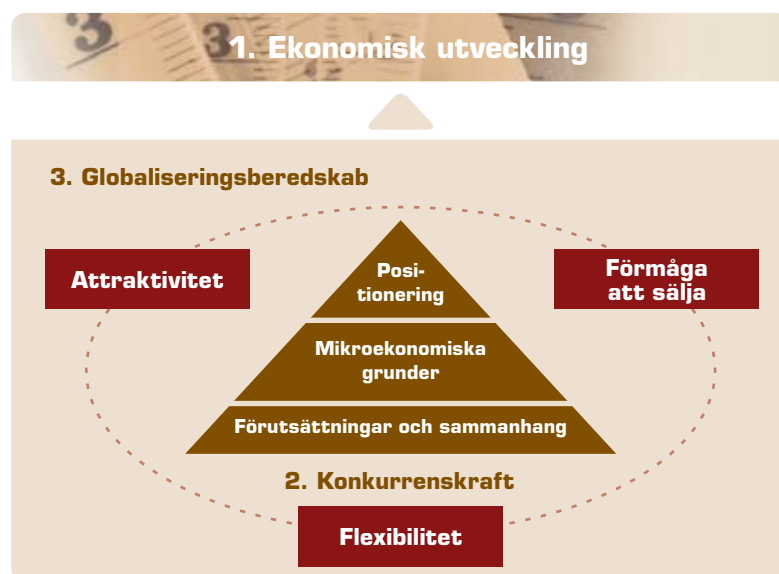 1. Ekonomisk utveckling
3. Globaliseringsberedskab
Attraktivitet
Förmåga
att sälja
Posi-
tionering
Mikroekonomiska
grunder
Förutsättningar och sammanhang
2. Konkurrenskraft
Flexibilitet